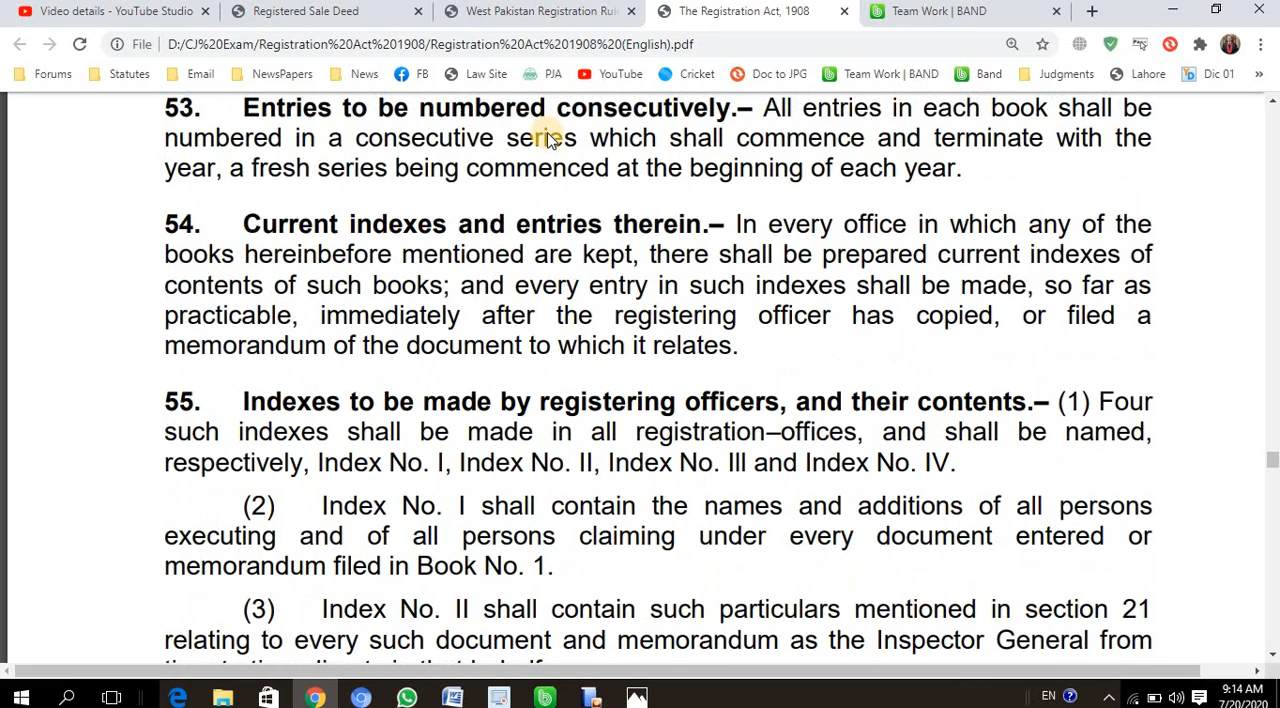 Video details - YouTube Studio
Registered Sale Deed
West Pakistan Registration Rul
The Registration Act, 1908
Team Work | BAND
File
D:/CJ%20Exam/Registration%20Act%201908/Registration%20Act%201908%20(English).pdf
Forums
Statutes
Email
NewsPapers
News
FB
Law Site
PJA
YouTube
Cricket
Doc to JPG
Team Work | BAND
Band
Judgments
Lahore
Dic 01
»
53. Entries to be numbered consecutively.– All entries in each book shall be
numbered in a consecutive series which shall commence and terminate with the
year, a fresh series being commenced at the beginning of each year.
54. Current indexes and entries therein.– In every office in which any of the
books hereinbefore mentioned are kept, there shall be prepared current indexes of
contents of such books; and every entry in such indexes shall be made, so far as
practicable, immediately after the registering officer has copied, or filed a
memorandum of the document to which it relates.
55. Indexes to be made by registering officers, and their contents.– (1) Four
such indexes shall be made in all registration–offices, and shall be named,
respectively, Index No. I, Index No. II, Index No. III and Index No. IV.
(2) Index No. I shall contain the names and additions of all persons
executing and of all persons claiming under every document entered or
memorandum filed in Book No. 1.
(3) Index No. II shall contain such particulars mentioned in section 21
relating to every such document and memorandum as the Inspector General from
EN
9:14 AM
7/20/2020